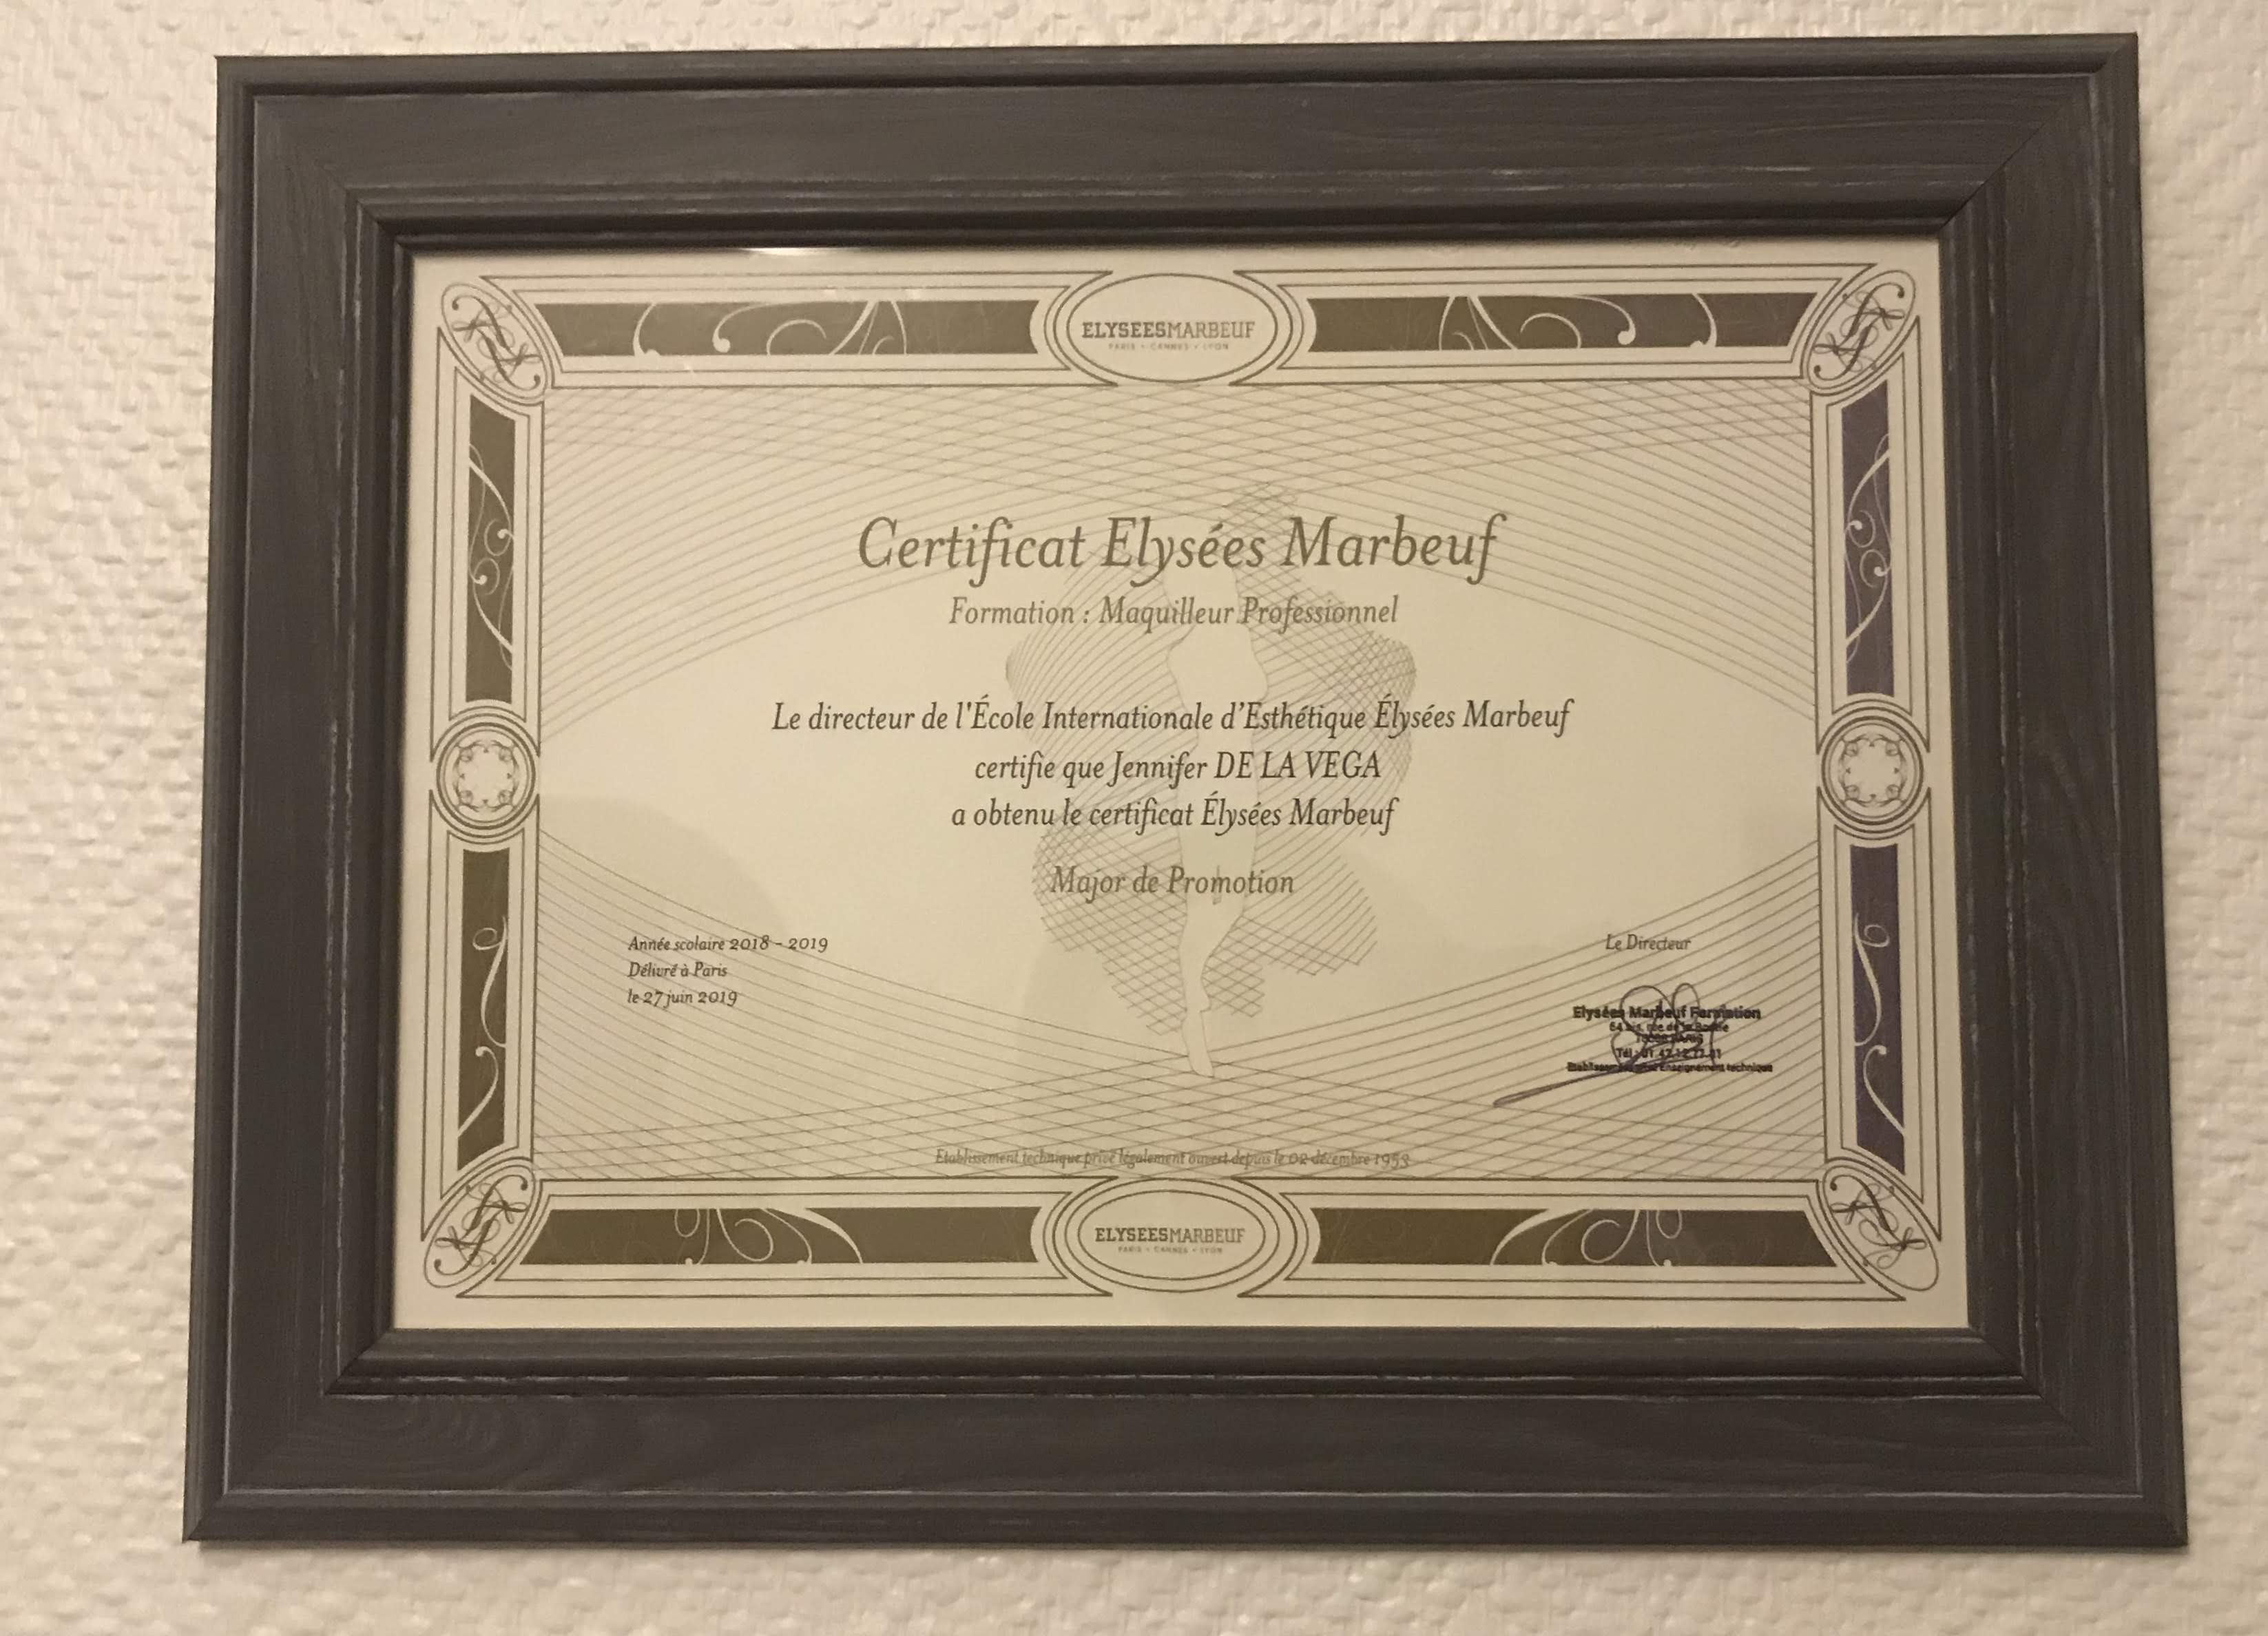 ELYSEESMARBEUF
PARIS • CANNES • LYON
Certificat Elysées Marbeuf
Formation : Maquilleur Professionnel
Le directeur de l'École Internationale d'Esthétique Élysées Marbeuf
certifie que Jennifer DE LA VEGA
a obtenu le certificat Élysées Marbeuf
Major de Promotion
Année scolaire 2018 - 2019
Délivré à Paris
le 27 juin 2019
Le Directeur
Elysées Marbeuf Formation
PARIS
Enseignement technique
Etablissement technique privé légalement ouvert depuis le 02 décembre 1953
ELYSEESMARBEUF
PARIS • CANNES • LYON